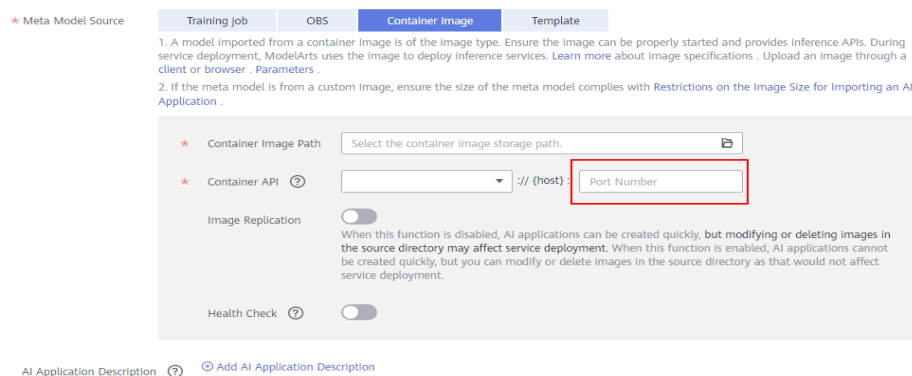 * Meta Model Source
Training job OBS Container Image Template
1. A model imported from a container image is of the image type. Ensure the image can be properly started and provides inference APIs. During
service deployment, ModelArts uses the image to deploy inference services. Learn more about image specifications . Upload an image through a
client or browser . Parameters .
2. If the meta model is from a custom image, ensure the size of the meta model complies with Restrictions on the Image Size for Importing an AI
Application .
* Container Image Path Select the container image storage path.
* Container API ? :// {host} : Port Number
Image Replication
When this function is disabled, AI applications can be created quickly, but modifying or deleting images in
the source directory may affect service deployment. When this function is enabled, AI applications cannot
be created quickly, but you can modify or delete images in the source directory as that would not affect
service deployment.
Health Check ?
AI Application Description ? Add AI Application Description